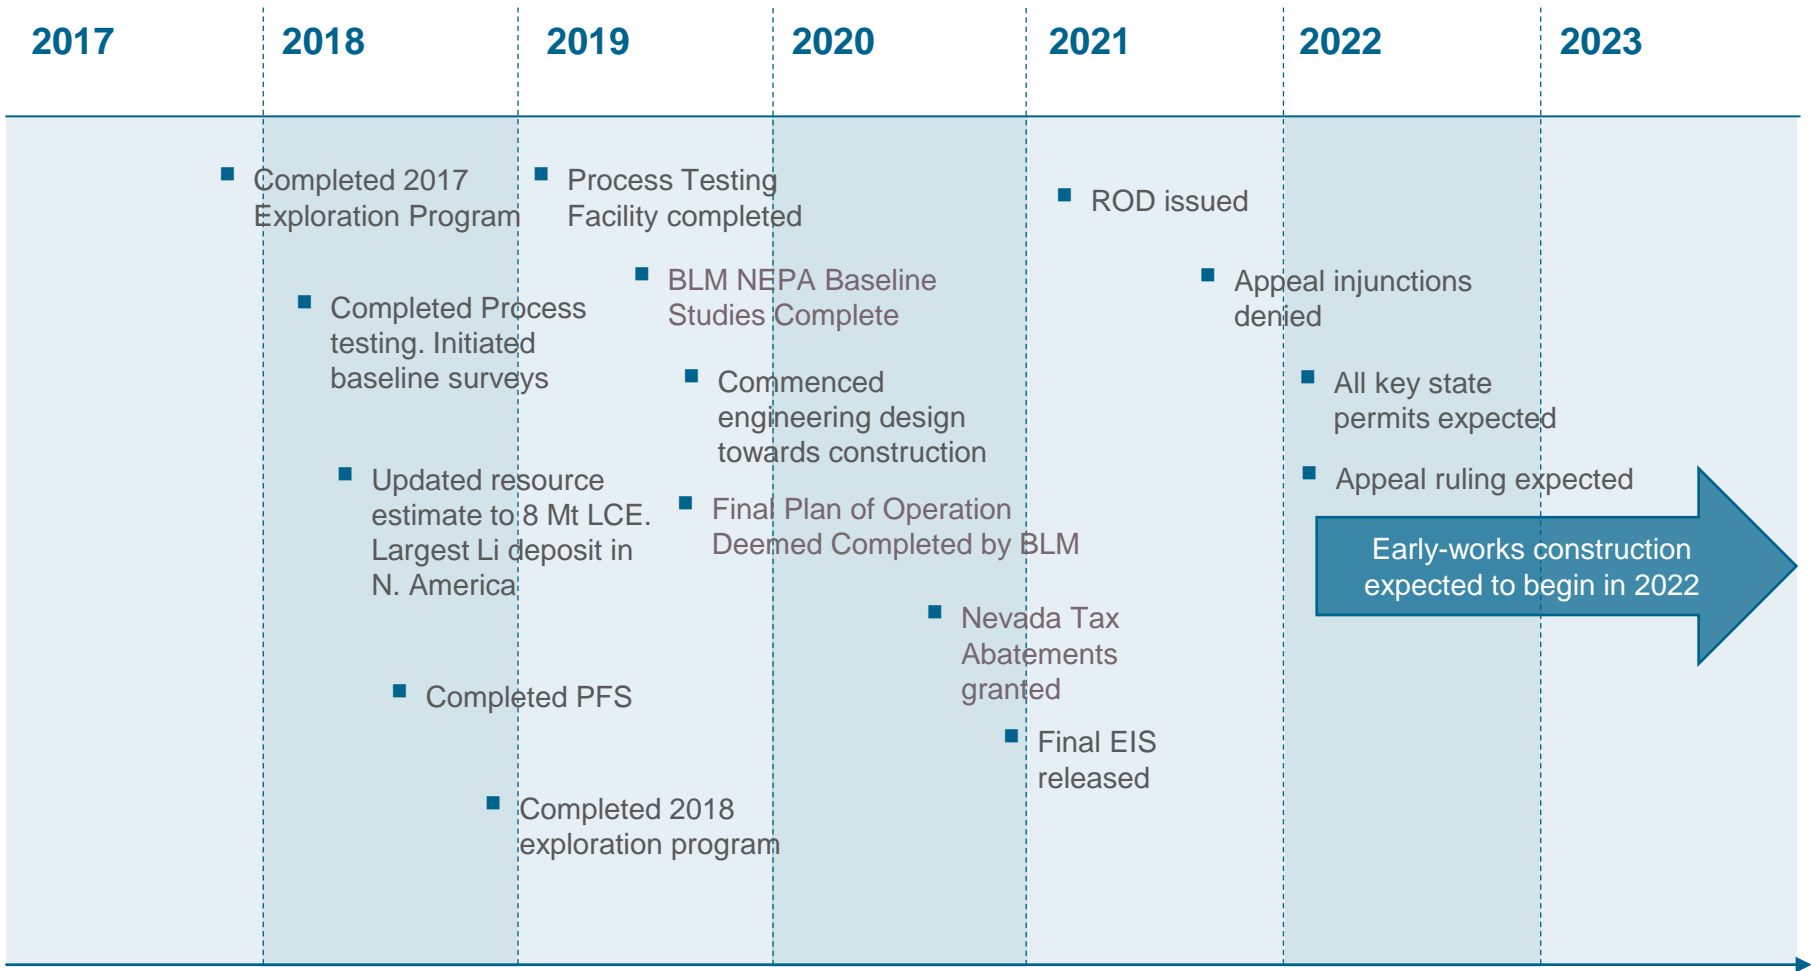 2017
2018
2019
2020
2021
2022
2023
Completed 2017
Exploration Program
Completed Process
testing. Initiated
baseline surveys
Updated resource
estimate to 8 Mt LCE.
Largest Li deposit in
N. America
Completed PFS
Completed 2018
exploration program
Process Testing
Facility completed
BLM NEPA Baseline
Studies Complete
Commenced
engineering design
towards construction
Final Plan of Operation
Deemed Completed by BLM
Nevada Tax
Abatements
granted
Final EIS
released
ROD issued
Appeal injunctions
denied
All key state
permits expected
Appeal ruling expected
Early-works construction
expected to begin in 2022